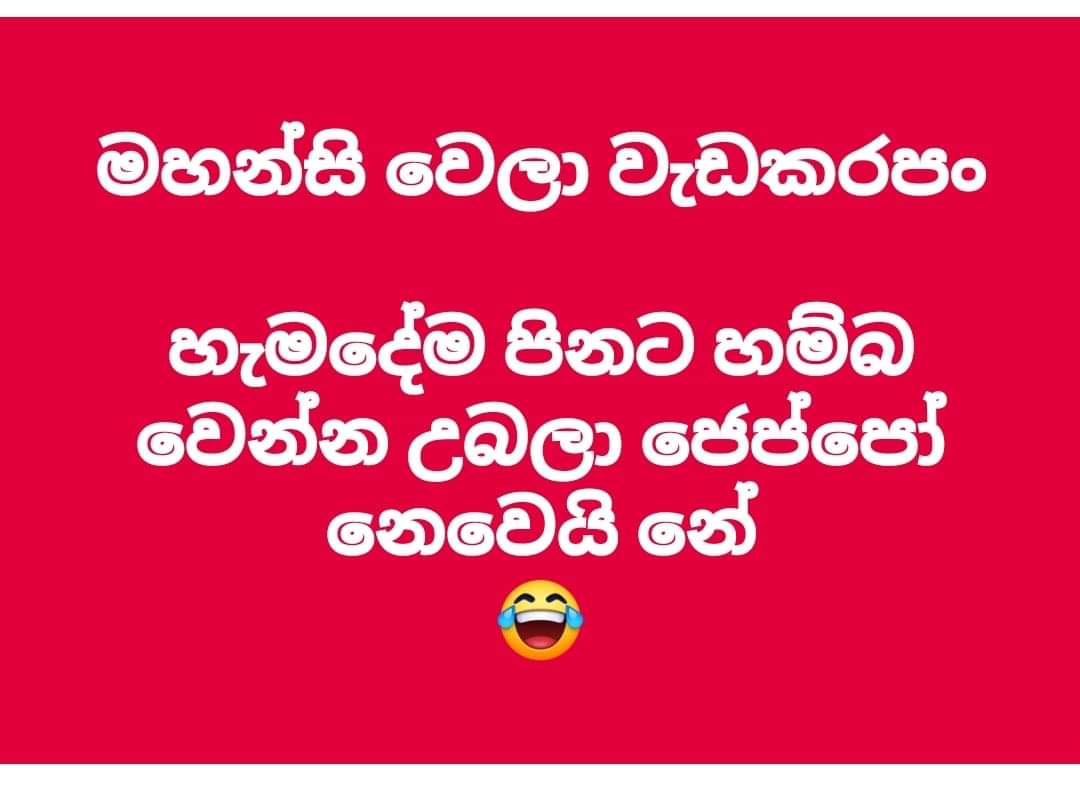 මහන්සි වෙලා වැඩකරපං
හැමදේම පිනට හම්බ
වෙන්න උබලා ජෙප්පෝ
නෙවෙයි නේ
😂